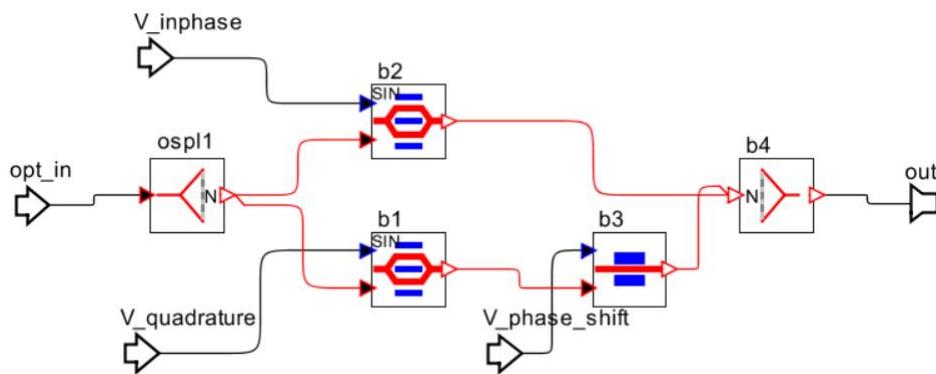 V_inphase
b2
SIN
ospl1
opt_in
N
b4
N
out
b1
SIN
b3
V_quadrature
V_phase_shift